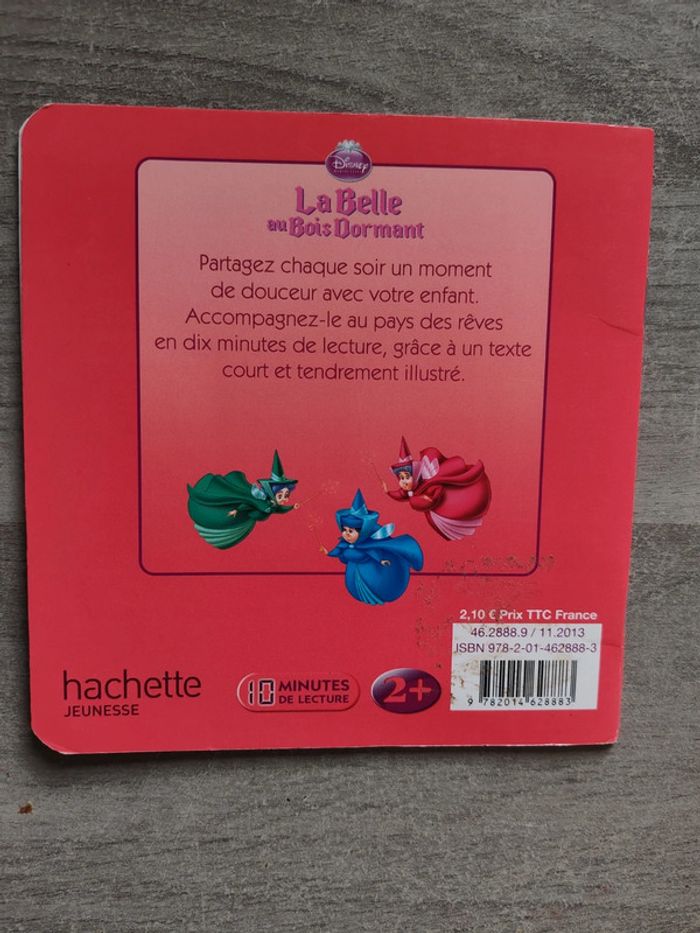 Disney
La Belle
au Bois Dormant
Partagez chaque soir un moment
de douceur avec votre enfant.
Accompagnez-le au pays des rêves
en dix minutes de lecture, grâce à un texte
court et tendrement illustré.
2,10 € Prix TTC France
46.2888.9 / 11.2013
ISBN 978-2-01-462888-3
9 782014 628883
hachette
JEUNESSE
10 MINUTES
DE LECTURE
2+